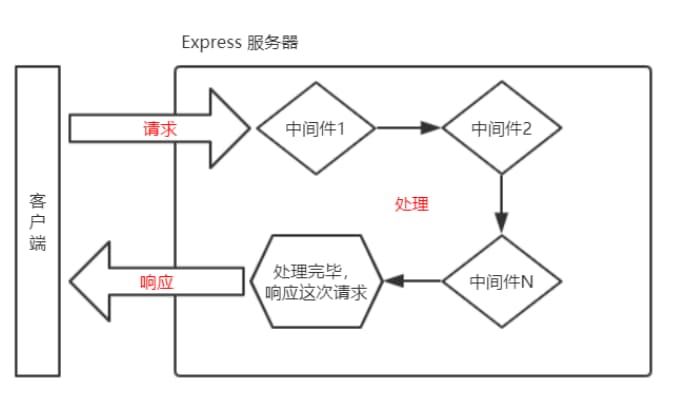 Express 服务器
客户端
请求
中间件1
中间件2
处理
响应
处理完毕，
响应这次请求
中间件N